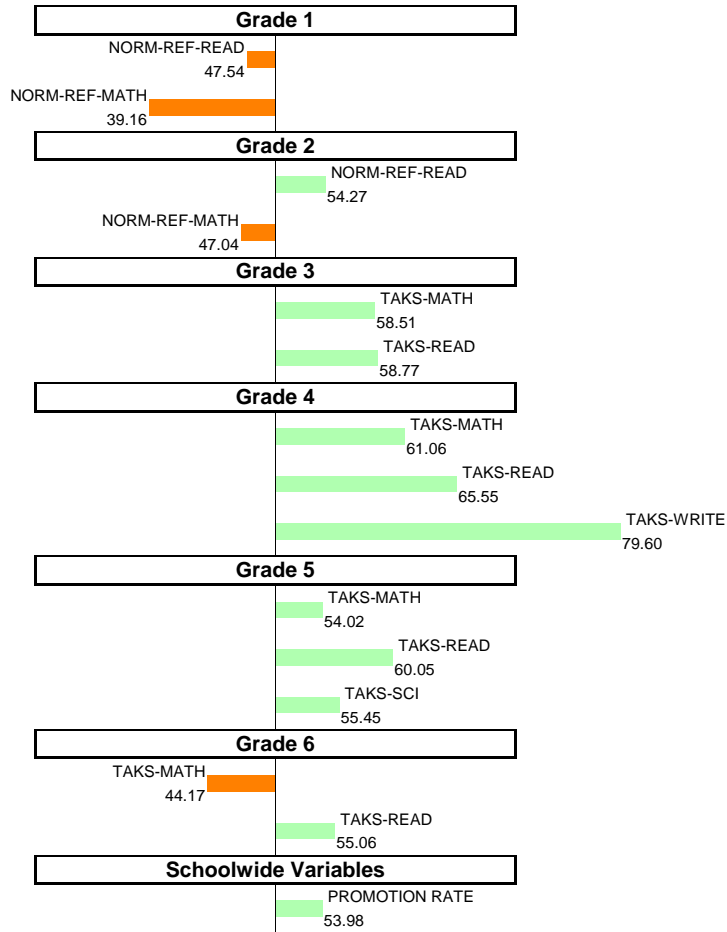 Grade 1
NORM-REF-READ
47.54
NORM-REF-MATH
39.16
Grade 2
NORM-REF-READ
54.27
NORM-REF-MATH
47.04
Grade 3
TAKS-MATH
58.51
TAKS-READ
58.77
Grade 4
TAKS-MATH
61.06
TAKS-READ
65.55
TAKS-WRITE
79.60
Grade 5
TAKS-MATH
54.02
TAKS-READ
60.05
TAKS-SCI
55.45
Grade 6
TAKS-MATH
44.17
TAKS-READ
55.06
Schoolwide Variables
PROMOTION RATE
53.98